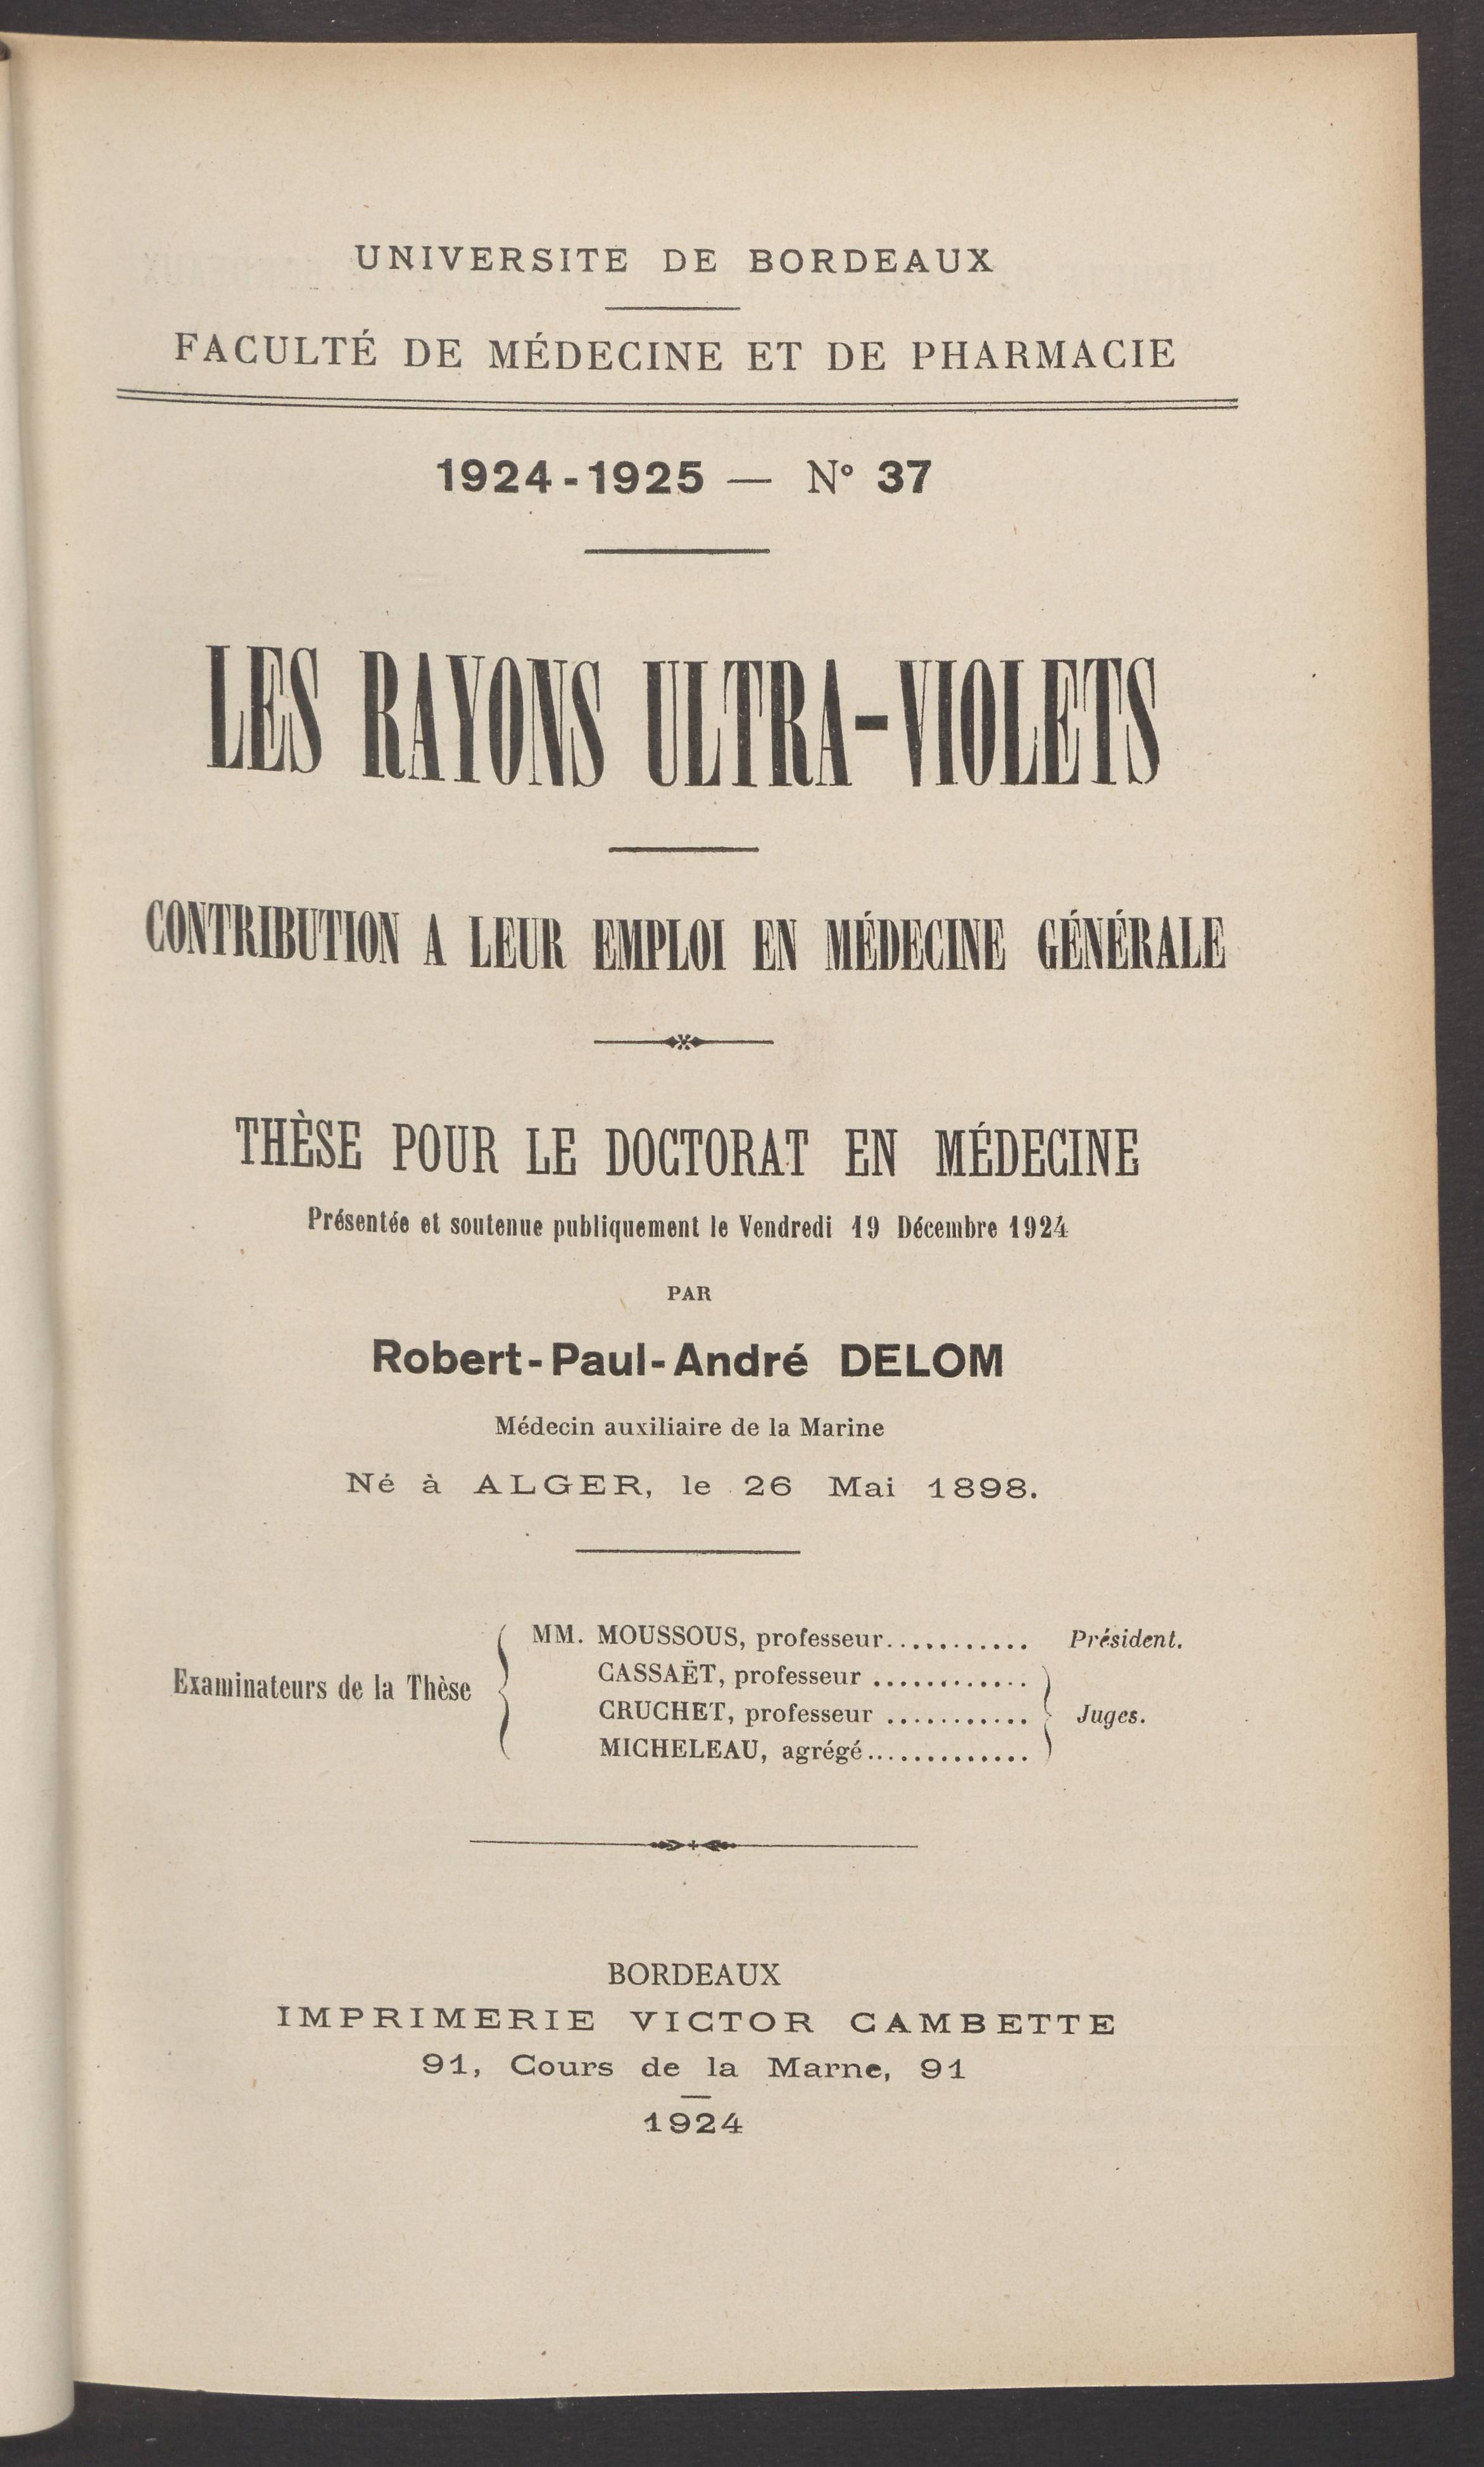 UNIVERSITE DE BORDEAUX
FACULTÉ DE MÉDECINE ET DE PHARMACIE
1924-1925 — N° 37
LES RAYONS ULTRA-VIOLETS
CONTRIBUTION A LEUR EMPLOI EN MÉDECINE GÉNÉRALE
THÈSE POUR LE DOCTORAT EN MÉDECINE
Présentée et soutenue publiquement le Vendredi 19 Décembre 1924
PAR
Robert-Paul-André DELOM
Médecin auxiliaire de la Marine
Né à ALGER, le 26 Mai 1898.
Examinateurs de la Thèse
MM. MOUSSOUS, professeur............ Président.
CASSAËT, professeur ............
CRUCHET, professeur ........... Juges.
MICHELEAU, agrégé.............
BORDEAUX
IMPRIMERIE VICTOR CAMBETTE
91, Cours de la Marne, 91
1924